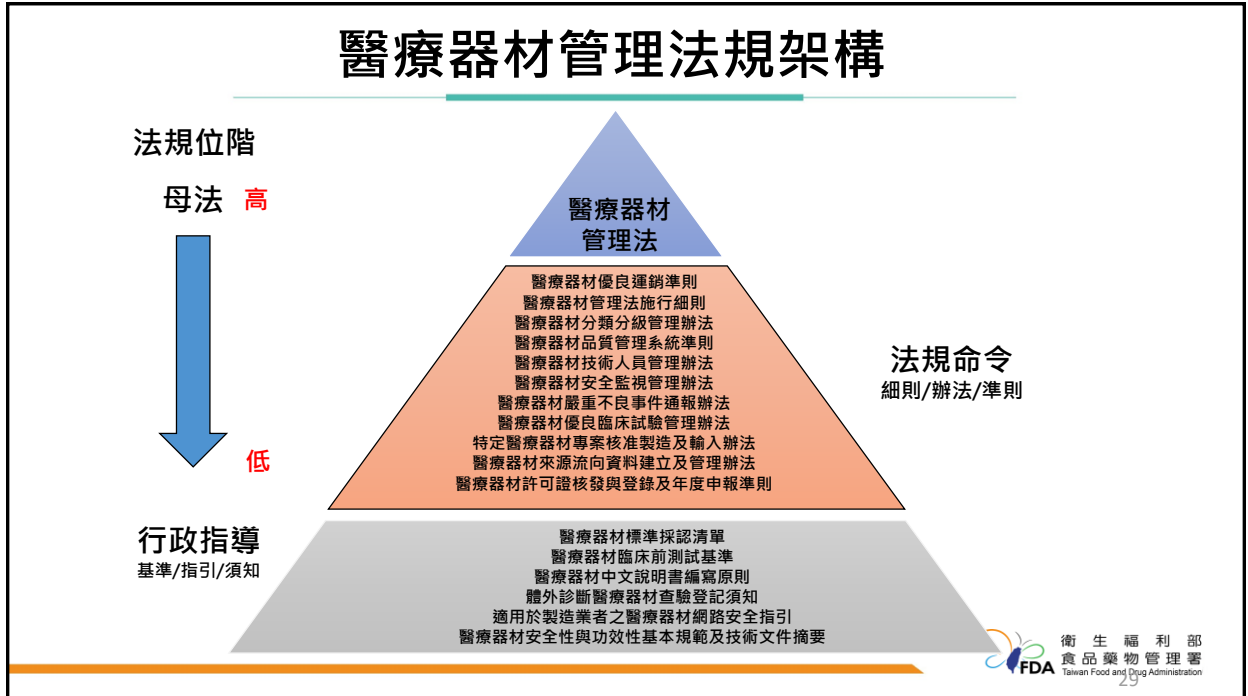 醫療器材管理法規架構
法規位階
母法 高
低
行政指導
基準/指引/須知
醫療器材
管理法
醫療器材優良運銷準則
醫療器材管理法施行細則
醫療器材分類分級管理辦法
醫療器材品質管理系統準則
醫療器材技術人員管理辦法
醫療器材安全監視管理辦法
醫療器材嚴重不良事件通報辦法
醫療器材優良臨床試驗管理辦法
特定醫療器材專案核准製造及輸入辦法
醫療器材來源流向資料建立及管理辦法
醫療器材許可證核發與登錄及年度申報準則
法規命令
細則/辦法/準則
醫療器材標準採認清單
醫療器材臨床前測試基準
醫療器材中文說明書編寫原則
體外診斷醫療器材查驗登記須知
適用於製造業者之醫療器材網路安全指引
醫療器材安全性與功效性基本規範及技術文件摘要
FDA
衛生福利部
食品藥物管理署
Taiwan Food and Drug Administration
29